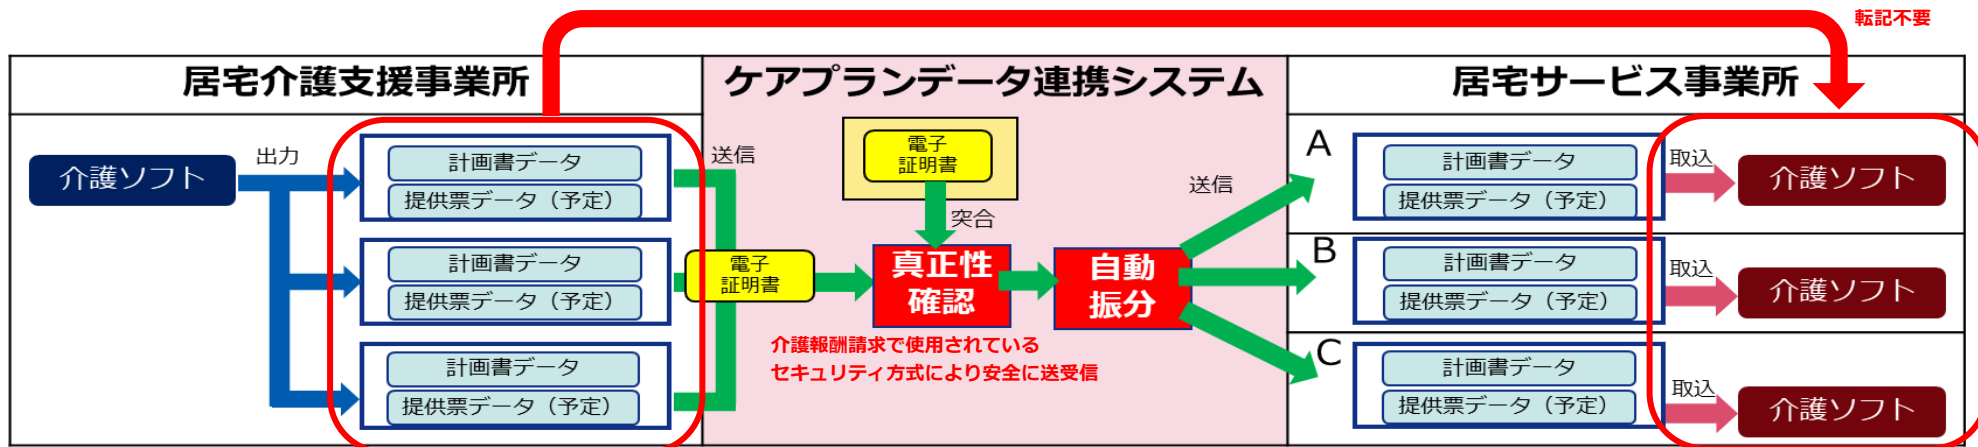 転記不要
居宅介護支援事業所
ケアプランデータ連携システム
居宅サービス事業所
介護ソフト
出力
計画書データ
提供票データ（予定）
計画書データ
提供票データ（予定）
計画書データ
提供票データ（予定）
送信
電子
証明書
電子
証明書
突合
真正性
確認
自動
振分
介護報酬請求で使用されている
セキュリティ方式により安全に送受信
送信
A
計画書データ
提供票データ（予定）
取込
介護ソフト
B
計画書データ
提供票データ（予定）
取込
介護ソフト
C
計画書データ
提供票データ（予定）
取込
介護ソフト